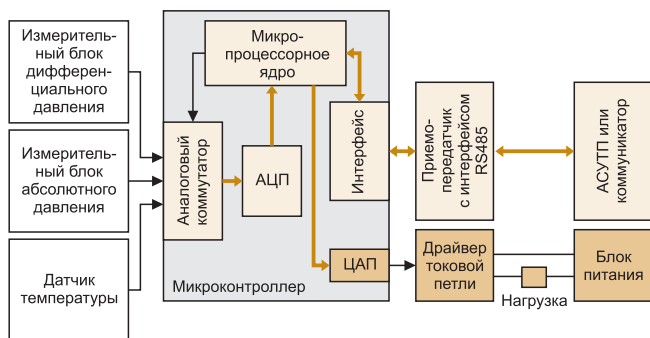 Измеритель-
ный блок
дифферен-
циального
давления
Измеритель-
ный блок
абсолютного
давления
Датчик
температуры
Микро-
процессорное
ядро
Аналоговый
коммутатор
АЦП
Интерфейс
ЦАП
Микроконтроллер
Приемо-
передатчик
с интерфейсом
RS485
АСУТП или
коммуникатор
Драйвер
токовой
петли
Нагрузка
Блок
питания